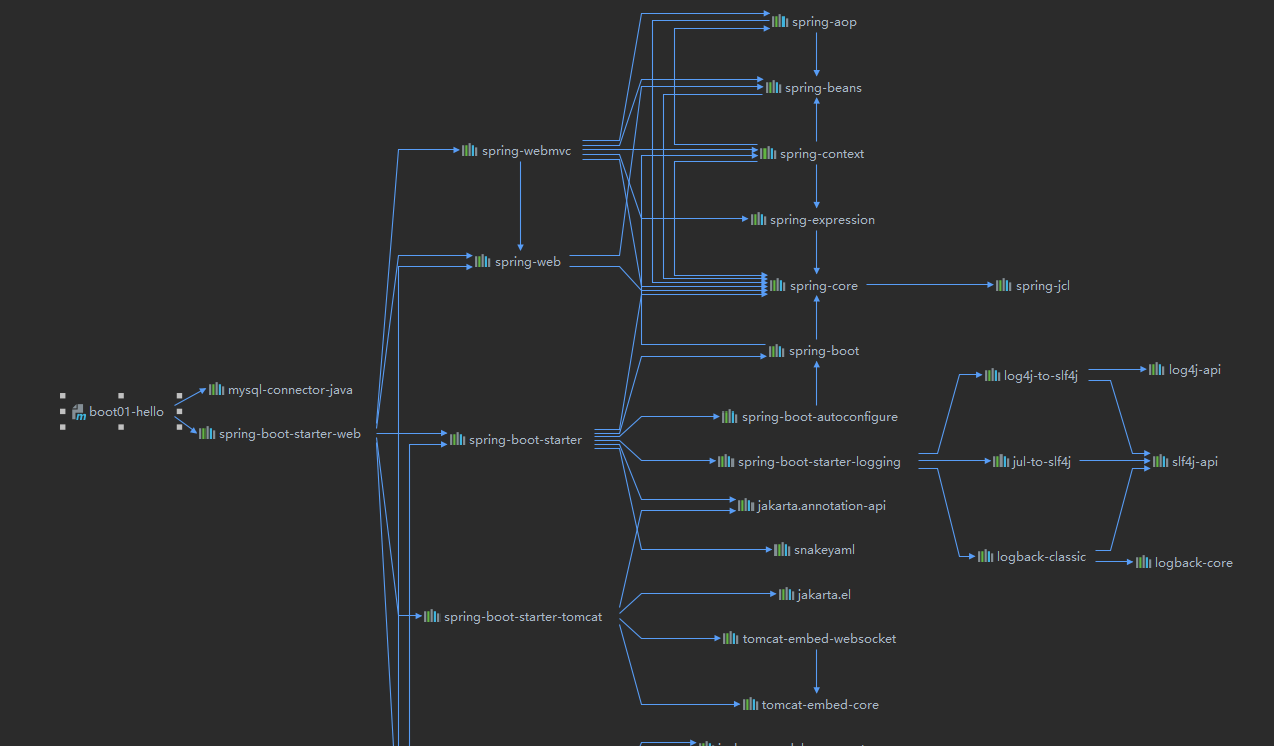 spring-aop
spring-beans
spring-webmvc
spring-context
spring-expression
spring-web
spring-core
spring-jcl
spring-boot
log4j-to-slf4j
log4j-api
mysql-connector-java
boot01-hello
spring-boot-autoconfigure
spring-boot-starter-web
spring-boot-starter
spring-boot-starter-logging
jul-to-slf4j
slf4j-api
jakarta.annotation-api
snakeyaml
logback-classic
logback-core
jakarta.el
spring-boot-starter-tomcat
tomcat-embed-websocket
tomcat-embed-core